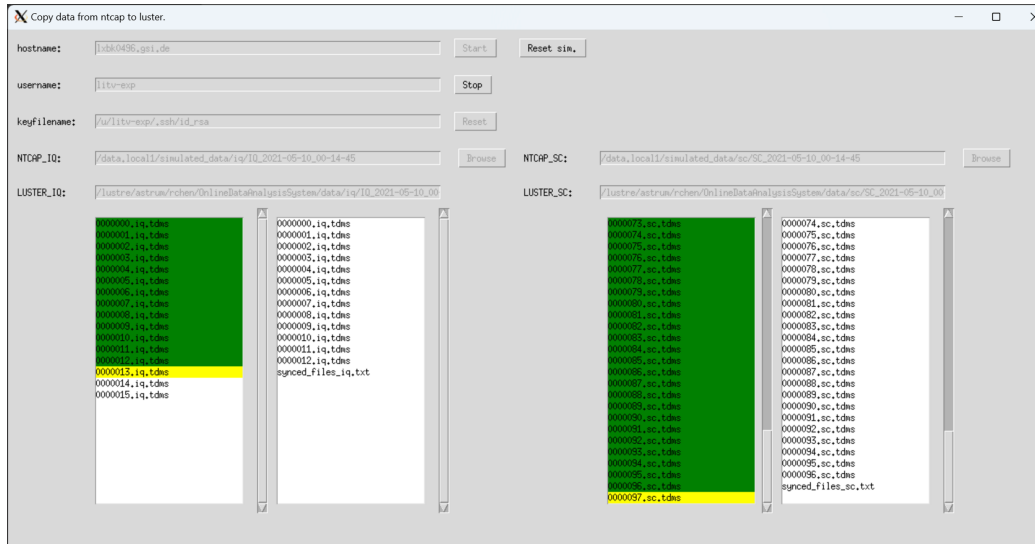 Copy data from ntcap to luster.
hostname: lxbk0496.gsi.de Start Reset sim.
username: litv-exp Stop
keyfilename: /u/litv-exp/.ssh/id_rsa Reset
NTCAP_IQ: /data.local1/simulated_data/iq/IQ_2021-05-10_00-14-45 Browse NTCAP_SC: /data.local1/simulated_data/sc/SC_2021-05-10_00-14-45 Browse
LUSTER_IQ: /lustre/astrum/rchen/OnlineDataAnalysisSystem/data/iq/IQ_2021-05-10_00 LUSTER_SC: /lustre/astrum/rchen/OnlineDataAnalysisSystem/data/sc/SC_2021-05-10_00
0000000.iq.tdms 0000000.iq.tdms 0000073.sc.tdms 0000074.sc.tdms
0000001.iq.tdms 0000001.iq.tdms 0000074.sc.tdms 0000075.sc.tdms
0000002.iq.tdms 0000002.iq.tdms 0000075.sc.tdms 0000076.sc.tdms
0000003.iq.tdms 0000003.iq.tdms 0000076.sc.tdms 0000077.sc.tdms
0000004.iq.tdms 0000004.iq.tdms 0000077.sc.tdms 0000078.sc.tdms
0000005.iq.tdms 0000005.iq.tdms 0000078.sc.tdms 0000079.sc.tdms
0000006.iq.tdms 0000006.iq.tdms 0000079.sc.tdms 0000080.sc.tdms
0000007.iq.tdms 0000007.iq.tdms 0000080.sc.tdms 0000081.sc.tdms
0000008.iq.tdms 0000008.iq.tdms 0000081.sc.tdms 0000082.sc.tdms
0000009.iq.tdms 0000009.iq.tdms 0000082.sc.tdms 0000083.sc.tdms
0000010.iq.tdms 0000010.iq.tdms 0000083.sc.tdms 0000084.sc.tdms
0000011.iq.tdms 0000011.iq.tdms 0000084.sc.tdms 0000085.sc.tdms
0000012.iq.tdms 0000012.iq.tdms 0000085.sc.tdms 0000086.sc.tdms
0000013.iq.tdms synced_files_iq.txt 0000086.sc.tdms 0000087.sc.tdms
0000014.iq.tdms 0000087.sc.tdms 0000088.sc.tdms
0000015.iq.tdms 0000088.sc.tdms 0000089.sc.tdms
0000089.sc.tdms 0000090.sc.tdms
0000090.sc.tdms 0000091.sc.tdms
0000091.sc.tdms 0000092.sc.tdms
0000092.sc.tdms 0000093.sc.tdms
0000093.sc.tdms 0000094.sc.tdms
0000094.sc.tdms 0000095.sc.tdms
0000095.sc.tdms 0000096.sc.tdms
0000096.sc.tdms synced_files_sc.txt
0000097.sc.tdms